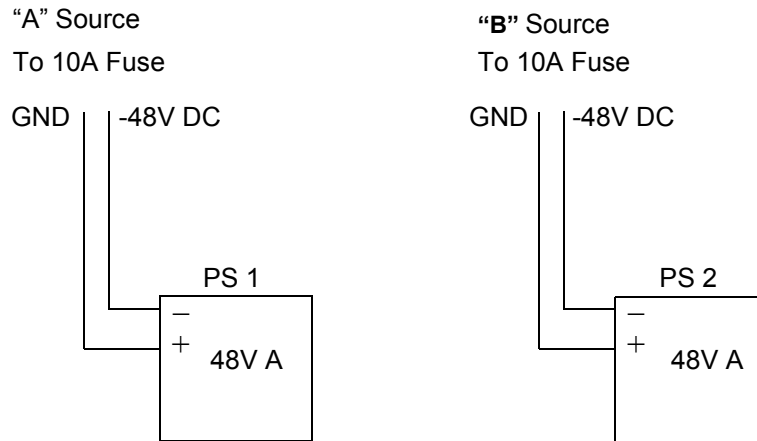 “A” Source
To 10A Fuse
GND
-48V DC
PS 1
−
+
48V A
“B” Source
To 10A Fuse
GND
-48V DC
PS 2
−
+
48V A